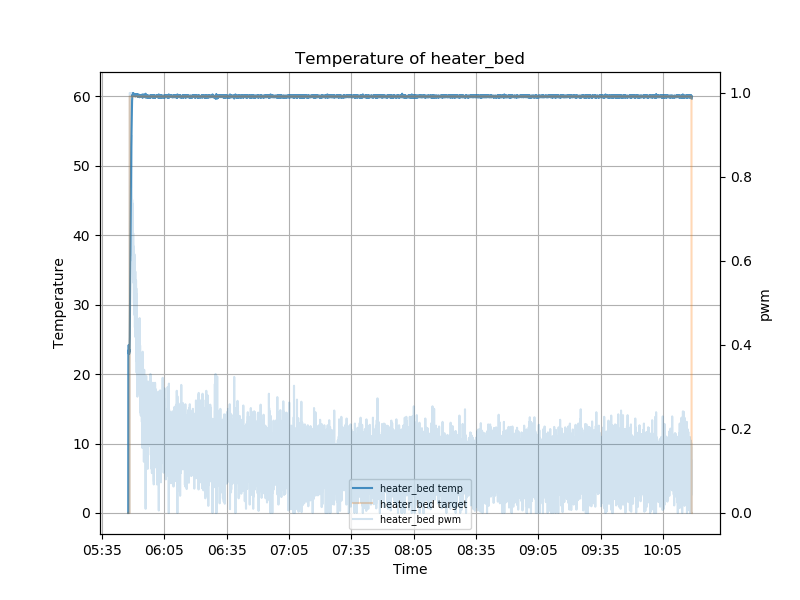 Temperature of heater_bed
60
50
40
30
20
10
0
Temperature
1.0
0.8
0.6
0.4
0.2
0.0
pwm
heater_bed temp
heater_bed target
heater_bed pwm
05:35 06:05 06:35 07:05 07:35 08:05 08:35 09:05 09:35 10:05
Time